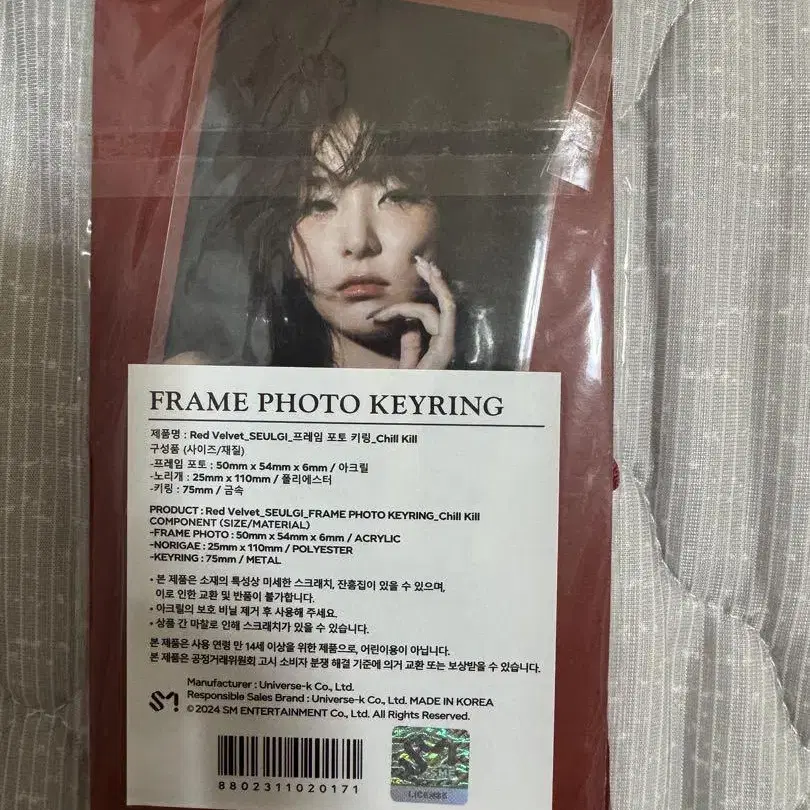 FRAME PHOTO KEYRING
제품명 : Red Velvet_SEULGI_프레임 포토 키링_Chill Kill
구성품 (사이즈/재질)
-프레임 포토 : 50mm x 54mm x 6mm / 아크릴
-노리개 : 25mm x 110mm / 폴리에스터
-키링 : 75mm / 금속
PRODUCT : Red Velvet_SEULGI_FRAME PHOTO KEYRING_Chill Kill
COMPONENT (SIZE/MATERIAL)
-FRAME PHOTO : 50mm x 54mm x 6mm / ACRYLIC
-NORIGAE : 25mm x 110mm / POLYESTER
-KEYRING : 75mm / METAL
• 본 제품은 소재의 특성상 미세한 스크래치, 잔흠집이 있을 수 있으며,
이로 인한 교환 및 반품이 불가합니다.
• 아크릴의 보호 비닐 제거 후 사용해 주세요.
• 상품 간 마찰로 인해 스크래치가 있을 수 있습니다.
본 제품은 사용 연령 만 14세 이상을 위한 제품으로, 어린이용이 아닙니다.
본 제품은 공정거래위원회 고시 소비자 분쟁 해결 기준에 의거 교환 또는 보상받을 수 있습니다.
Manufacturer : Universe-k Co., Ltd.
Responsible Sales Brand : Universe-k Co., Ltd. MADE IN KOREA
© 2024 SM ENTERTAINMENT Co., Ltd. All Rights Reserved.
SM
8802311020171
LICENSE